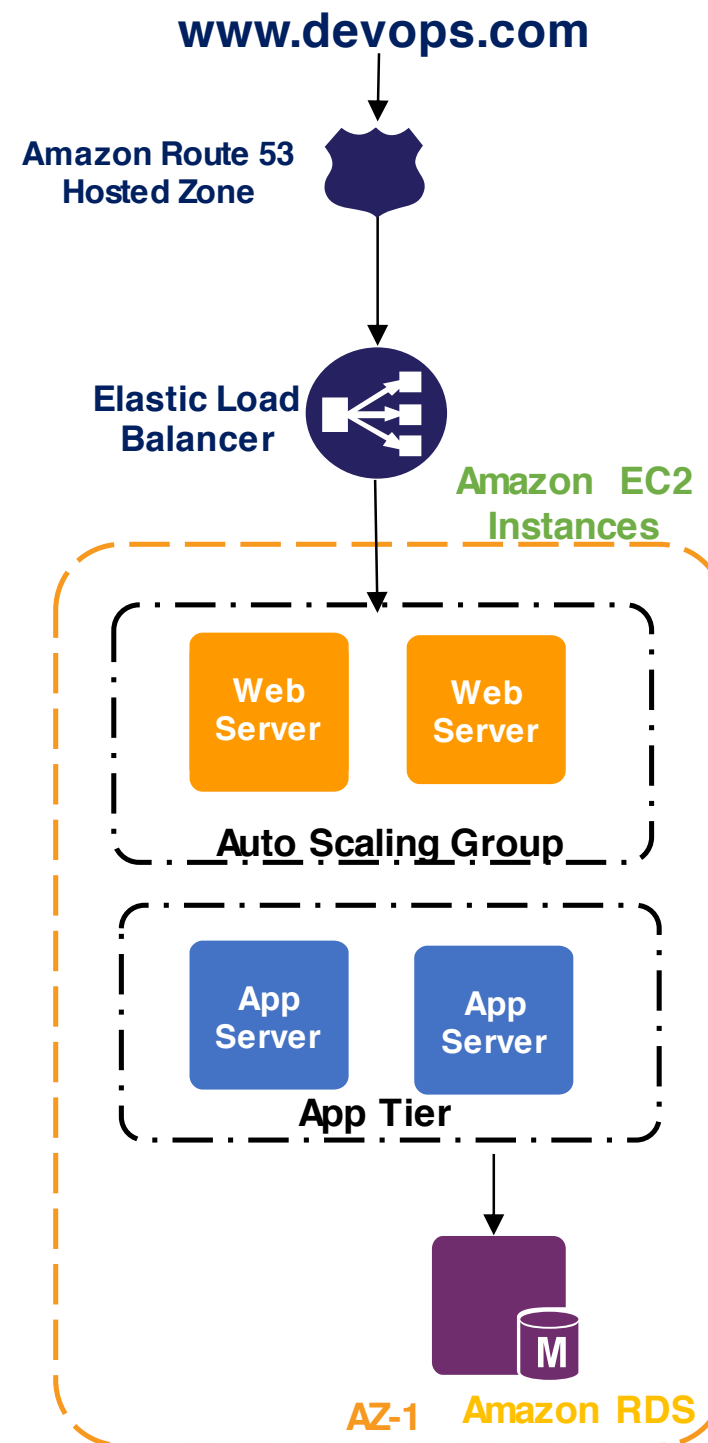 www.devops.com
Amazon Route 53
Hosted Zone
Elastic Load
Balancer
Amazon EC2
Instances
Web
Server
Web
Server
Auto Scaling Group
App
Server
App
Server
App Tier
M
AZ-1
Amazon RDS